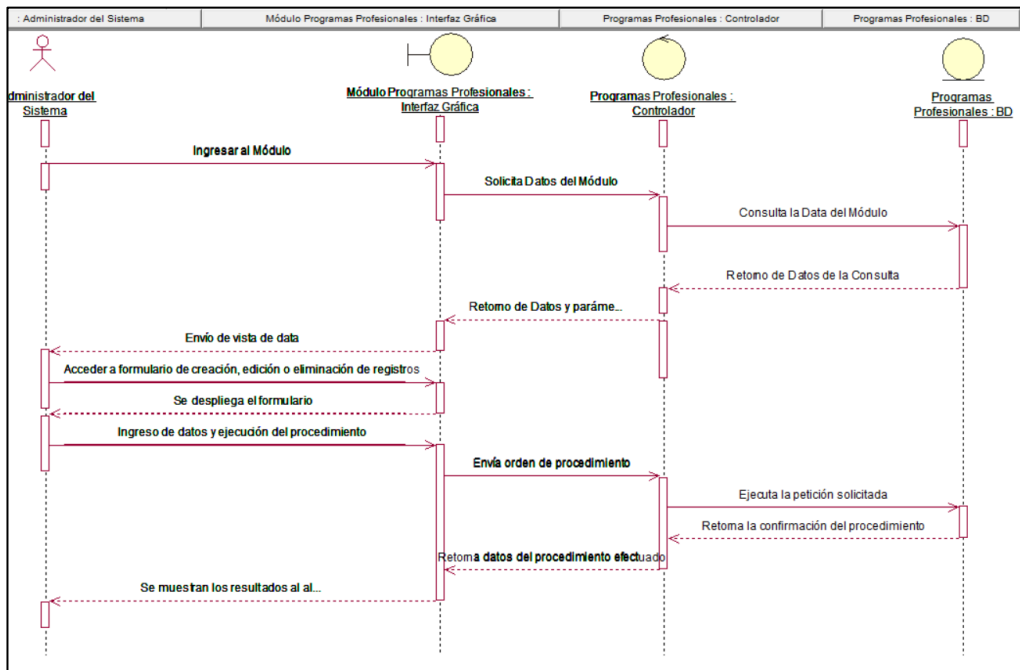 : Administrador del Sistema
Módulo Programas Profesionales : Interfaz Gráfica
Programas Profesionales : Controlador
Programas Profesionales : BD
dministrador del
Sistema
Módulo Programas Profesionales :
Interfaz Gráfica
Programas Profesionales :
Controlador
Programas
Profesionales : BD
Ingresar al Módulo
Solicita Datos del Módulo
Consulta la Data del Módulo
Retorno de Datos de la Consulta
Retorno de Datos y paráme...
Envío de vista de data
Acceder a formulario de creación, edición o eliminación de registros
Se despliega el formulario
Ingreso de datos y ejecución del procedimiento
Envía orden de procedimiento
Ejecuta la petición solicitada
Retorna la confirmación del procedimiento
Retorna datos del procedimiento efectuado
Se muestran los resultados al al...